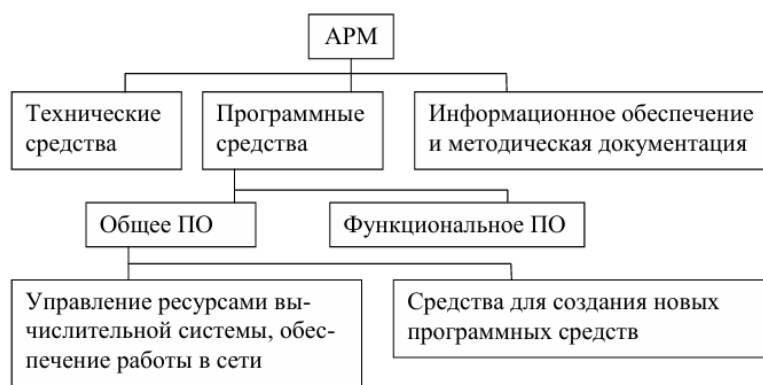 АРМ
Технические
средства
Программные
средства
Информационное обеспечение
и методическая документация
Общее ПО
Функциональное ПО
Управление ресурсами вы-
числительной системы, обес-
печение работы в сети
Средства для создания новых
программных средств